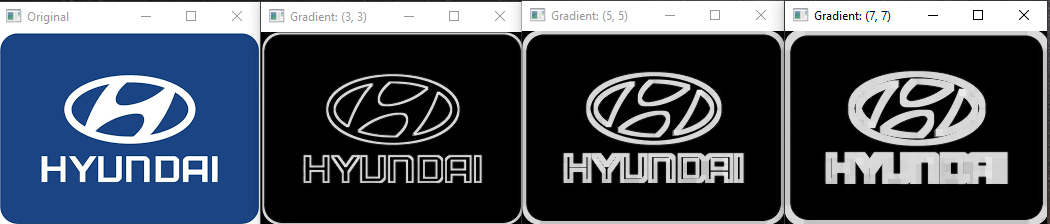 Original
HYUNDAI
Gradient: (3, 3)
HYUNDAI
Gradient: (5, 5)
HYUNDAI
Gradient: (7, 7)
HYUNDAI